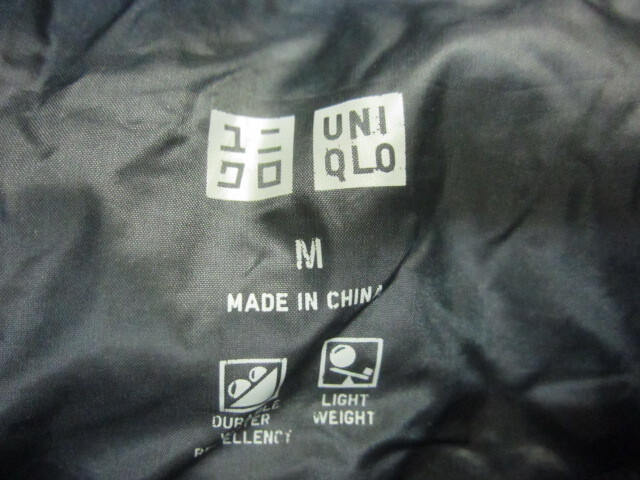 ユニ UNI
クロ QLO
M
MADE IN CHINA
LIGHT
WEIGHT